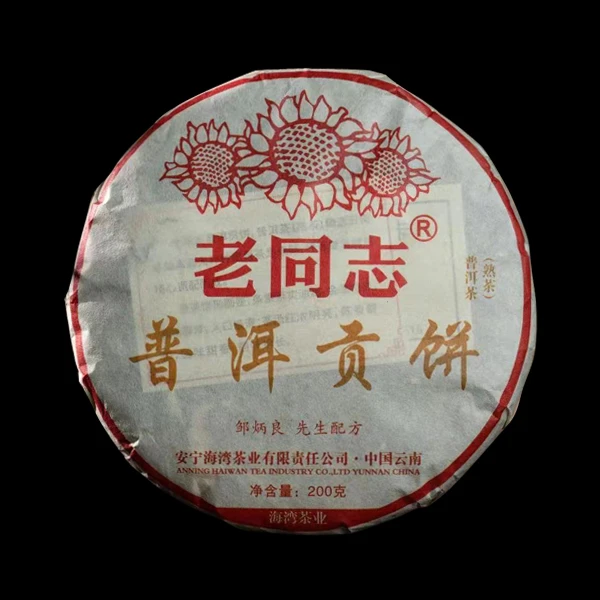 老同志®
普洱茶
(熟茶)
普洱贡饼
邹炳良 先生配方
安宁海湾茶业有限责任公司·中国云南
ANNING HAIWAN TEA INDUSTRY CO.,LTD YUNNAN CHINA
净含量：200克
海湾茶业